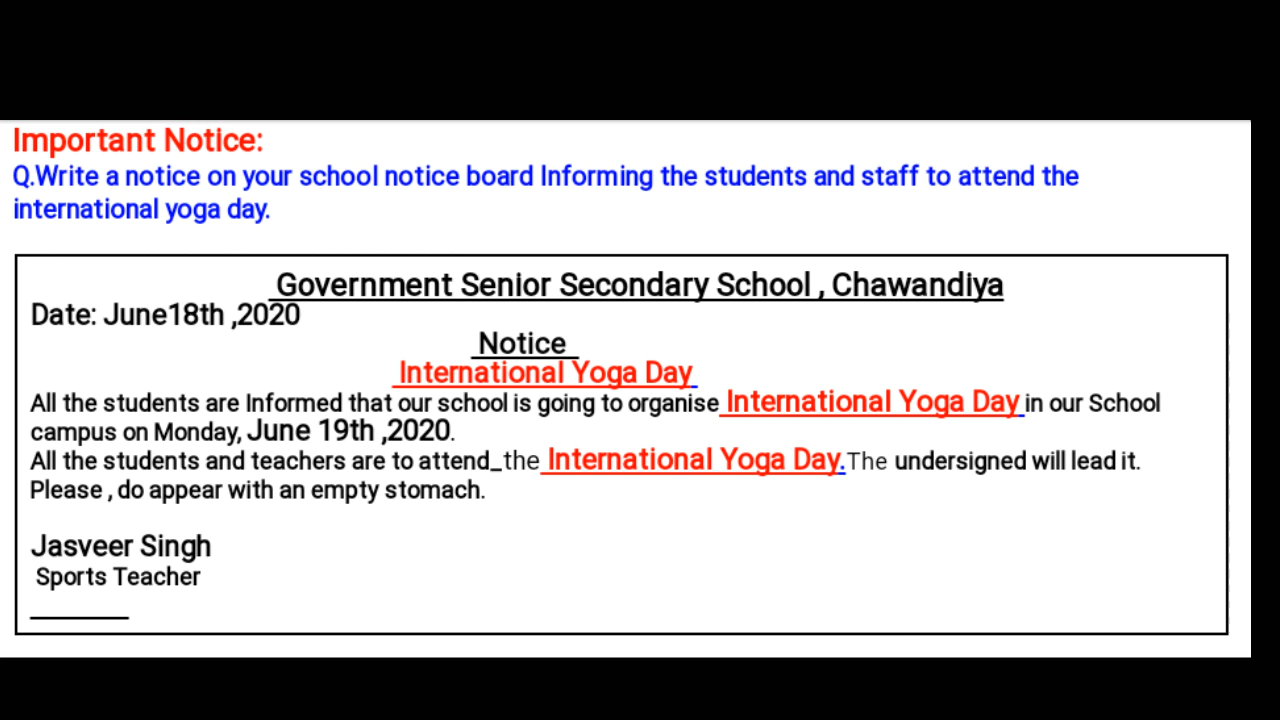 Important Notice:
Q.Write a notice on your school notice board Informing the students and staff to attend the
international yoga day.
Government Senior Secondary School , Chawandiya
Date: June18th ,2020
Notice
International Yoga Day
All the students are Informed that our school is going to organise International Yoga Day in our School
campus on Monday, June 19th ,2020.
All the students and teachers are to attend_the International Yoga Day.The undersigned will lead it.
Please , do appear with an empty stomach.
Jasveer Singh
Sports Teacher